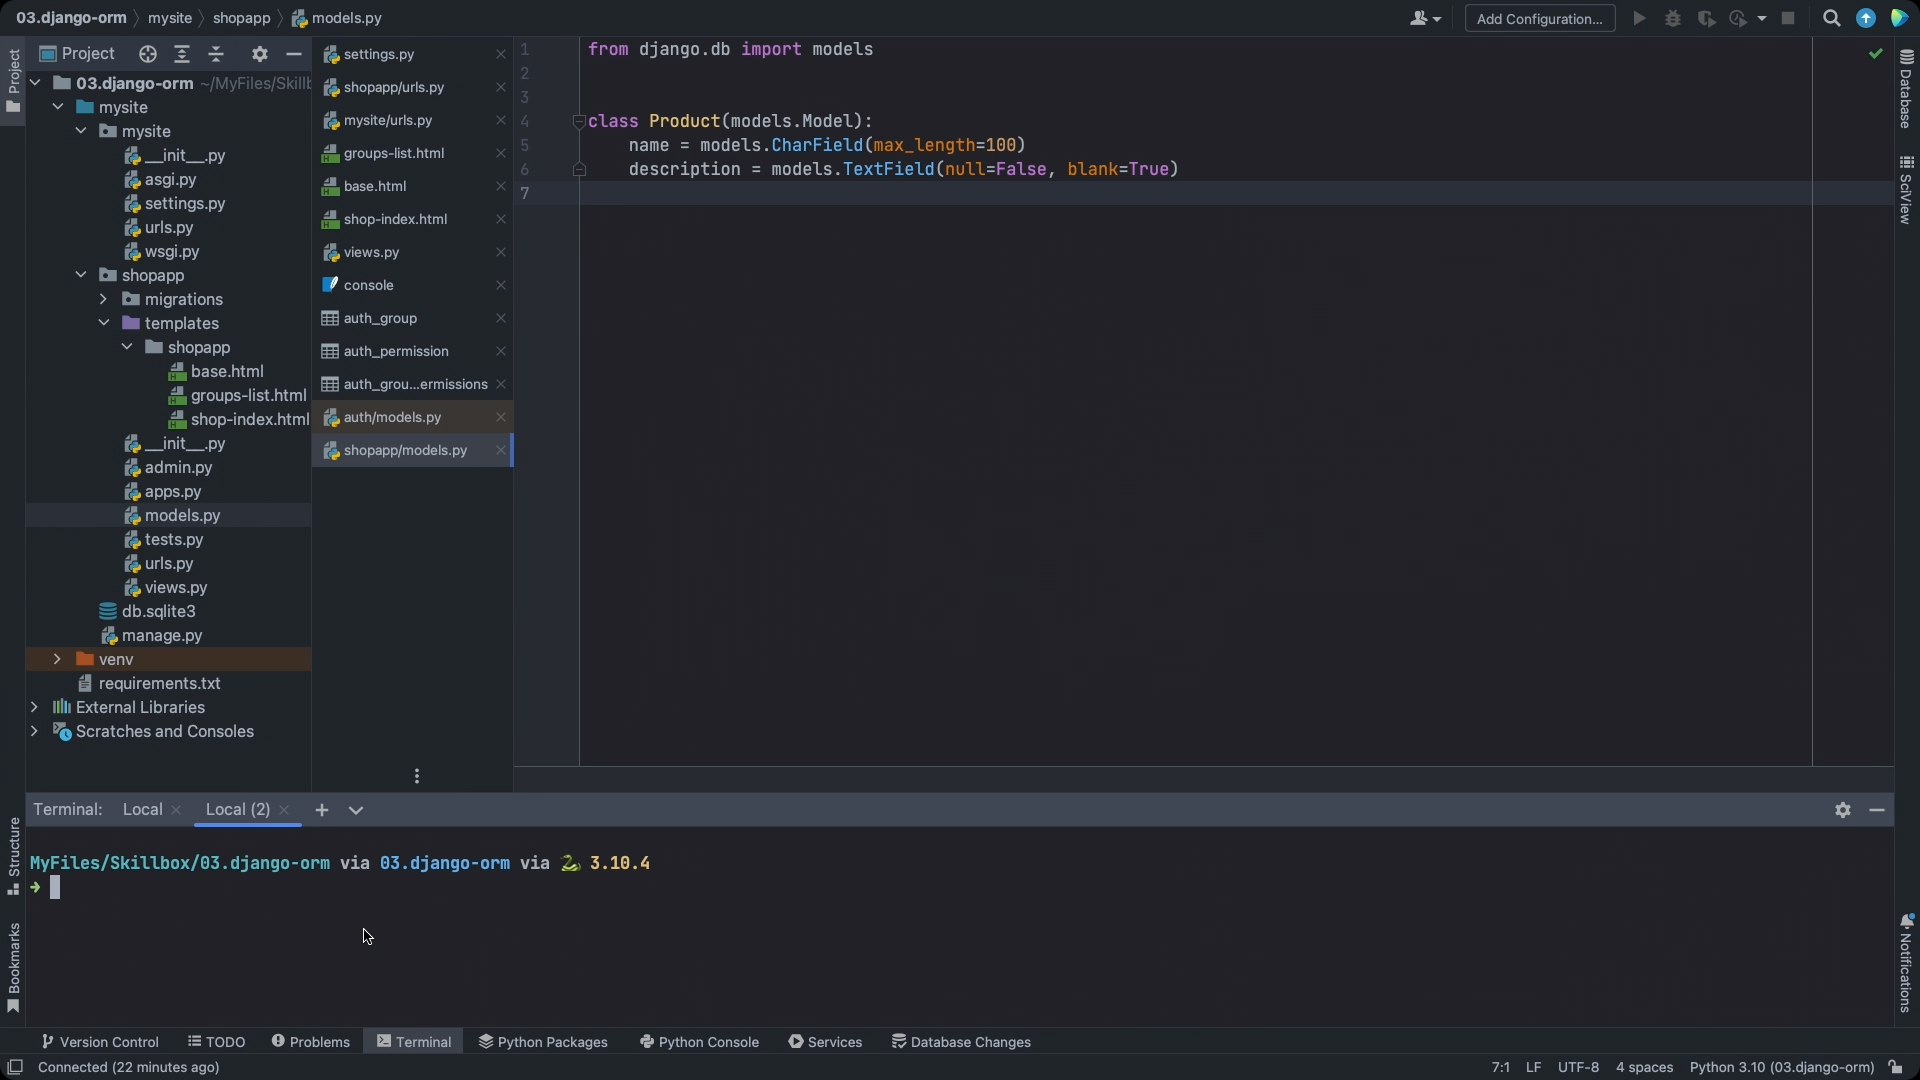 03.django-orm mysite shopapp models.py
Add Configuration...
Project
Project
03.django-orm ~/MyFiles/Skillb
mysite
mysite
__init__.py
asgi.py
settings.py
urls.py
wsgi.py
shopapp
migrations
templates
shopapp
base.html
groups-list.html
shop-index.html
__init__.py
admin.py
apps.py
models.py
tests.py
urls.py
views.py
db.sqlite3
manage.py
venv
requirements.txt
External Libraries
Scratches and Consoles
settings.py
shopapp/urls.py
mysite/urls.py
groups-list.html
base.html
shop-index.html
views.py
console
auth_group
auth_permission
auth_grou...ermissions
auth/models.py
shopapp/models.py
1 from django.db import models
2
3
4 class Product(models.Model):
5 name = models.CharField(max_length=100)
6 description = models.TextField(null=False, blank=True)
7
Database
SciView
Notifications
Structure
Bookmarks
Terminal: Local Local (2)
MyFiles/Skillbox/03.django-orm via 03.django-orm via 3.10.4
Version Control TODO Problems Terminal Python Packages Python Console Services Database Changes
Connected (22 minutes ago) 7:1 LF UTF-8 4 spaces Python 3.10 (03.django-orm)